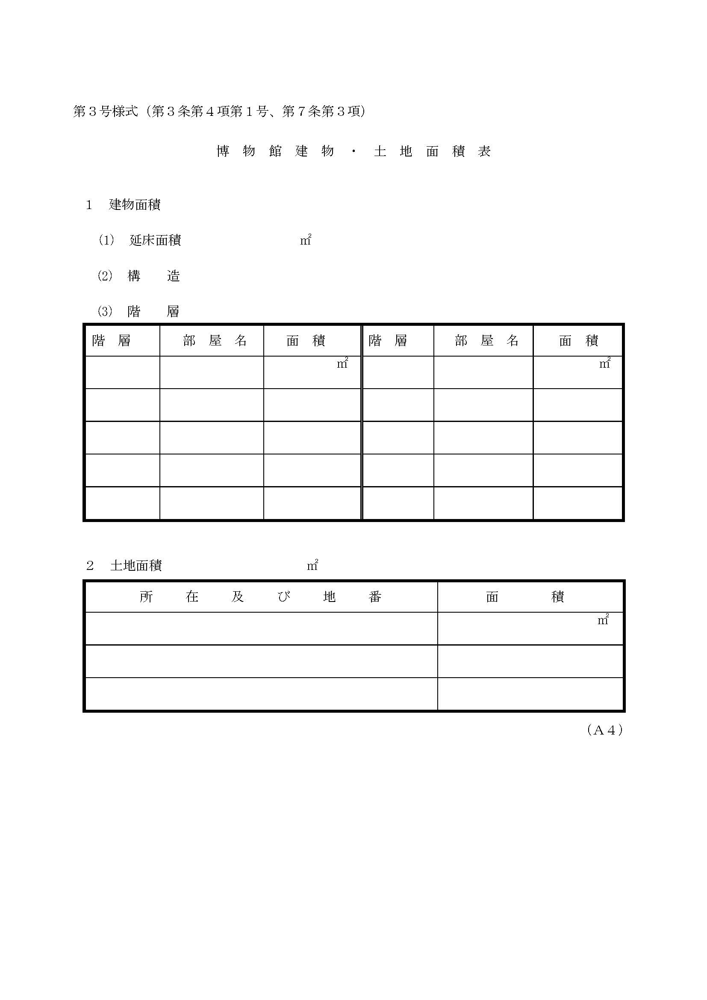 第３号様式（第３条第４項第１号、第７条第３項）
博　物　館　建　物　・　土　地　面　積　表
１　建物面積
(1)　延床面積　　　　　　　　　㎡
(2)　構　　造
(3)　階　　層
階　層　部　屋　名　面　積　階　層　部　屋　名　面　積
㎡　㎡
２　土地面積　　　　　　　　　　　㎡
所　在　及　び　地　番　面　積
㎡
（Ａ４）